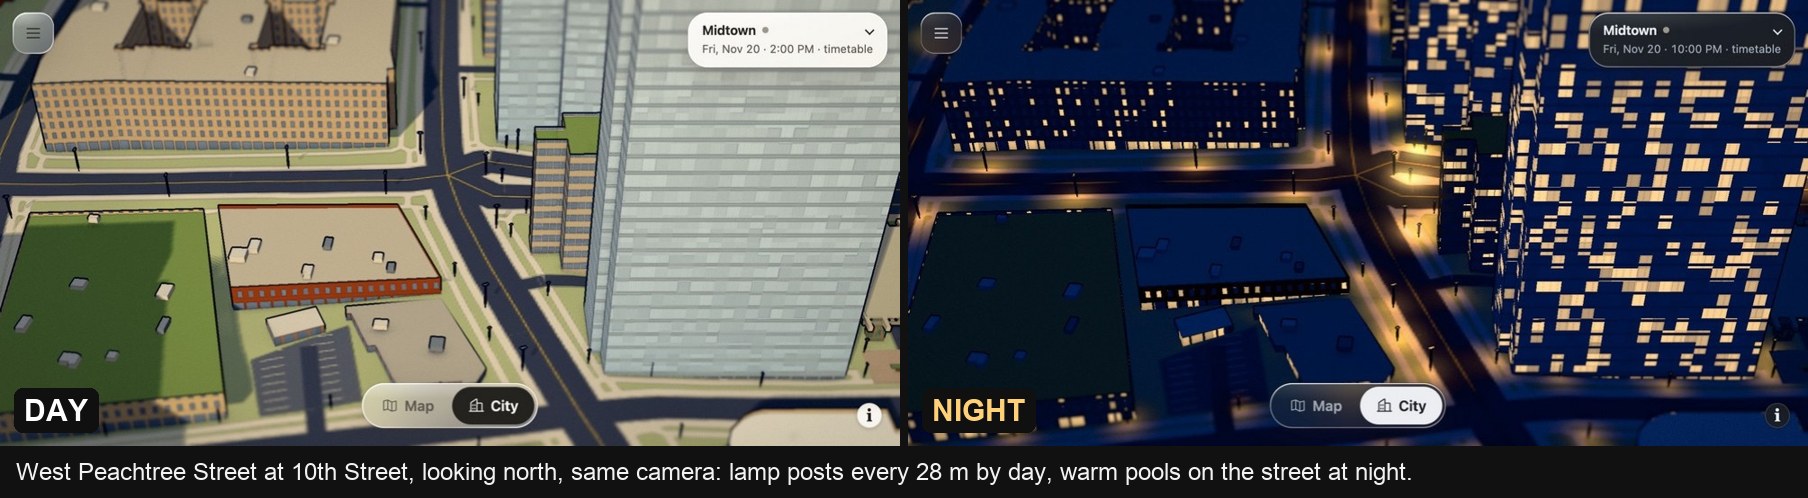 Midtown
Fri, Nov 20 · 2:00 PM · timetable
Map
City
i
DAY
Midtown
Fri, Nov 20 · 10:00 PM · timetable
Map
City
i
NIGHT
West Peachtree Street at 10th Street, looking north, same camera: lamp posts every 28 m by day, warm pools on the street at night.